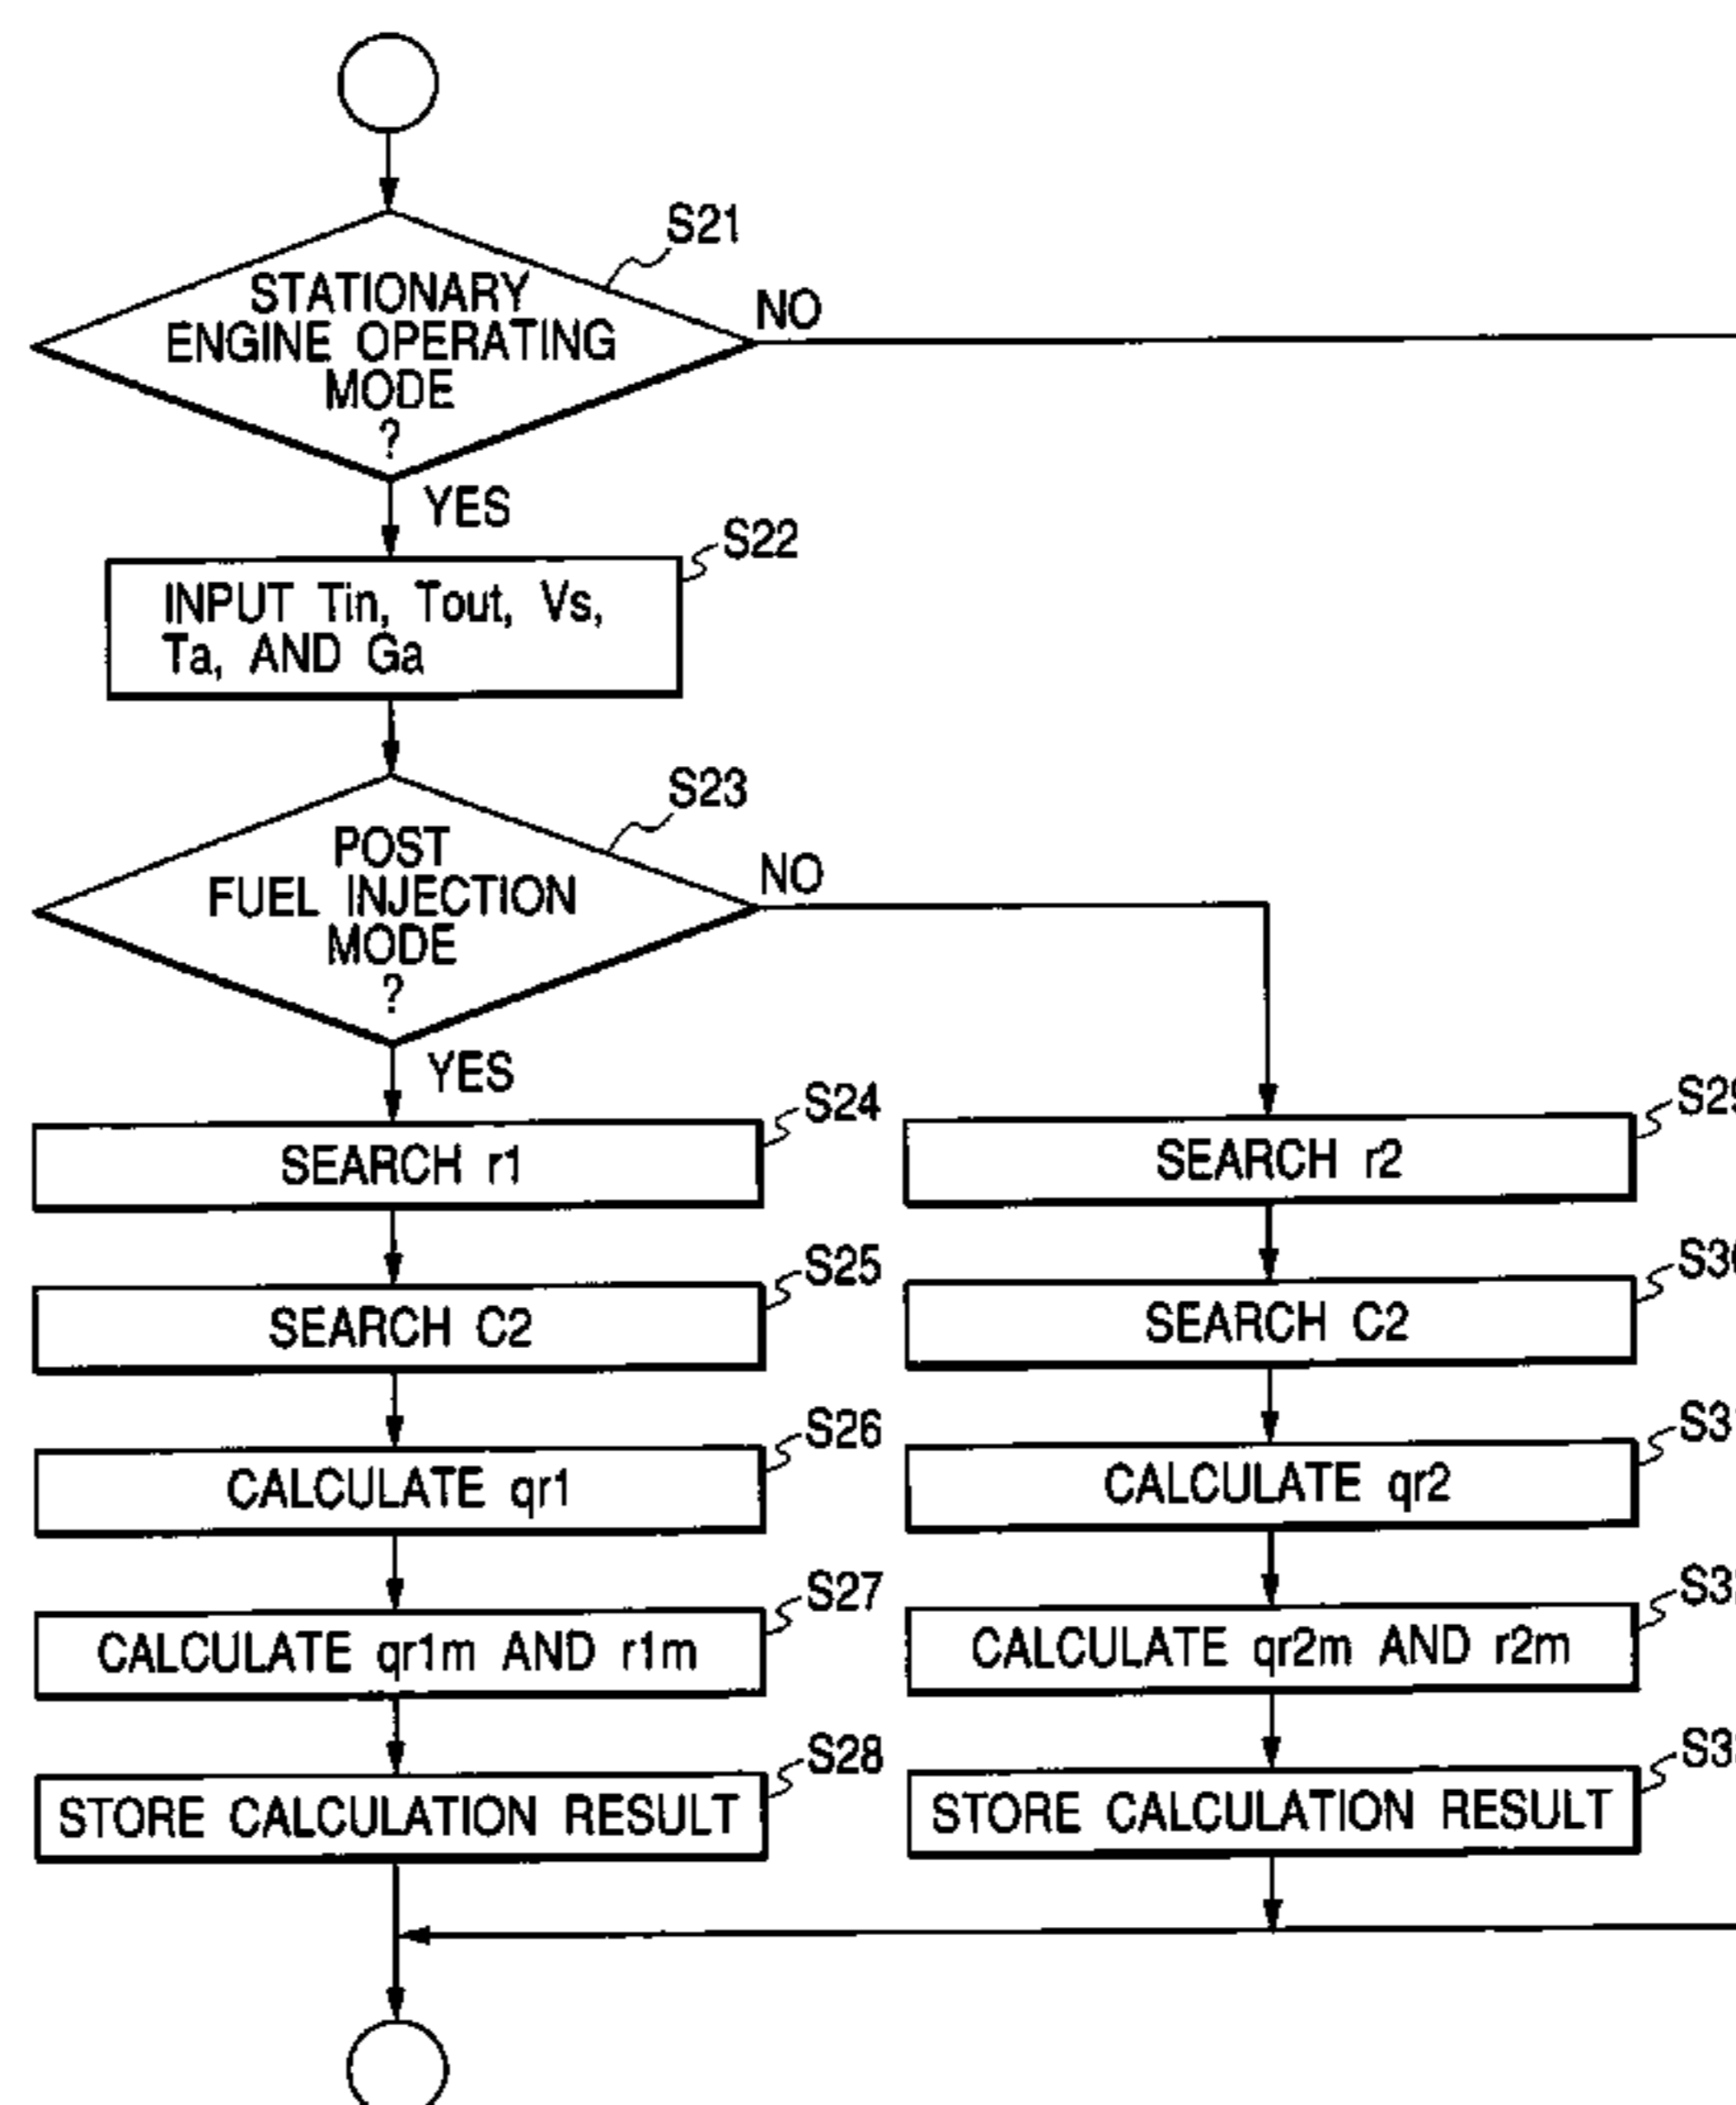 S21
STATIONARY
ENGINE OPERATING
MODE
?
NO
YES
S22
INPUT Tin, Tout, Vs,
Ta, AND Ga
S23
POST
FUEL INJECTION
MODE
?
NO
YES
S24
SEARCH r1
S25
SEARCH C2
S26
CALCULATE qr1
S27
CALCULATE qr1m AND r1m
S28
STORE CALCULATION RESULT
SEARCH r2
SEARCH C2
CALCULATE qr2
CALCULATE qr2m AND r2m
STORE CALCULATION RESULT